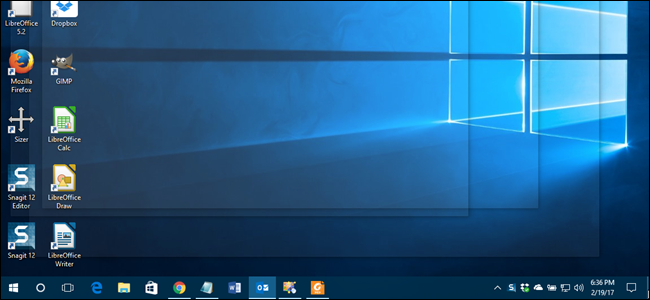 LibreOffice
5.2
Dropbox
Mozilla
Firefox
GIMP
Sizer
LibreOffice
Calc
Snagit 12
Editor
LibreOffice
Draw
Snagit 12
LibreOffice
Writer
6:36 PM
2/19/17